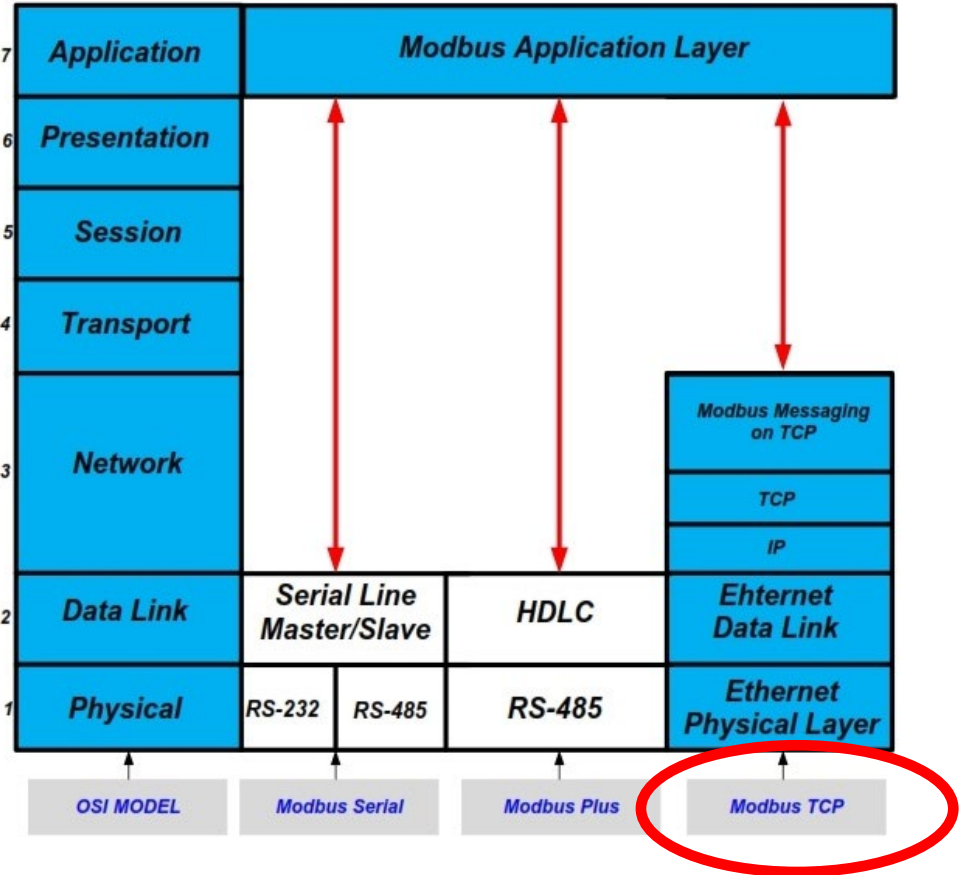 7
Application
Modbus Application Layer
6
Presentation
5
Session
4
Transport
3
Network
Modbus Messaging
on TCP
TCP
IP
2
Data Link
Serial Line
Master/Slave
HDLC
Ehternet
Data Link
1
Physical
RS-232
RS-485
RS-485
Ethernet
Physical Layer
OSI MODEL
Modbus Serial
Modbus Plus
Modbus TCP